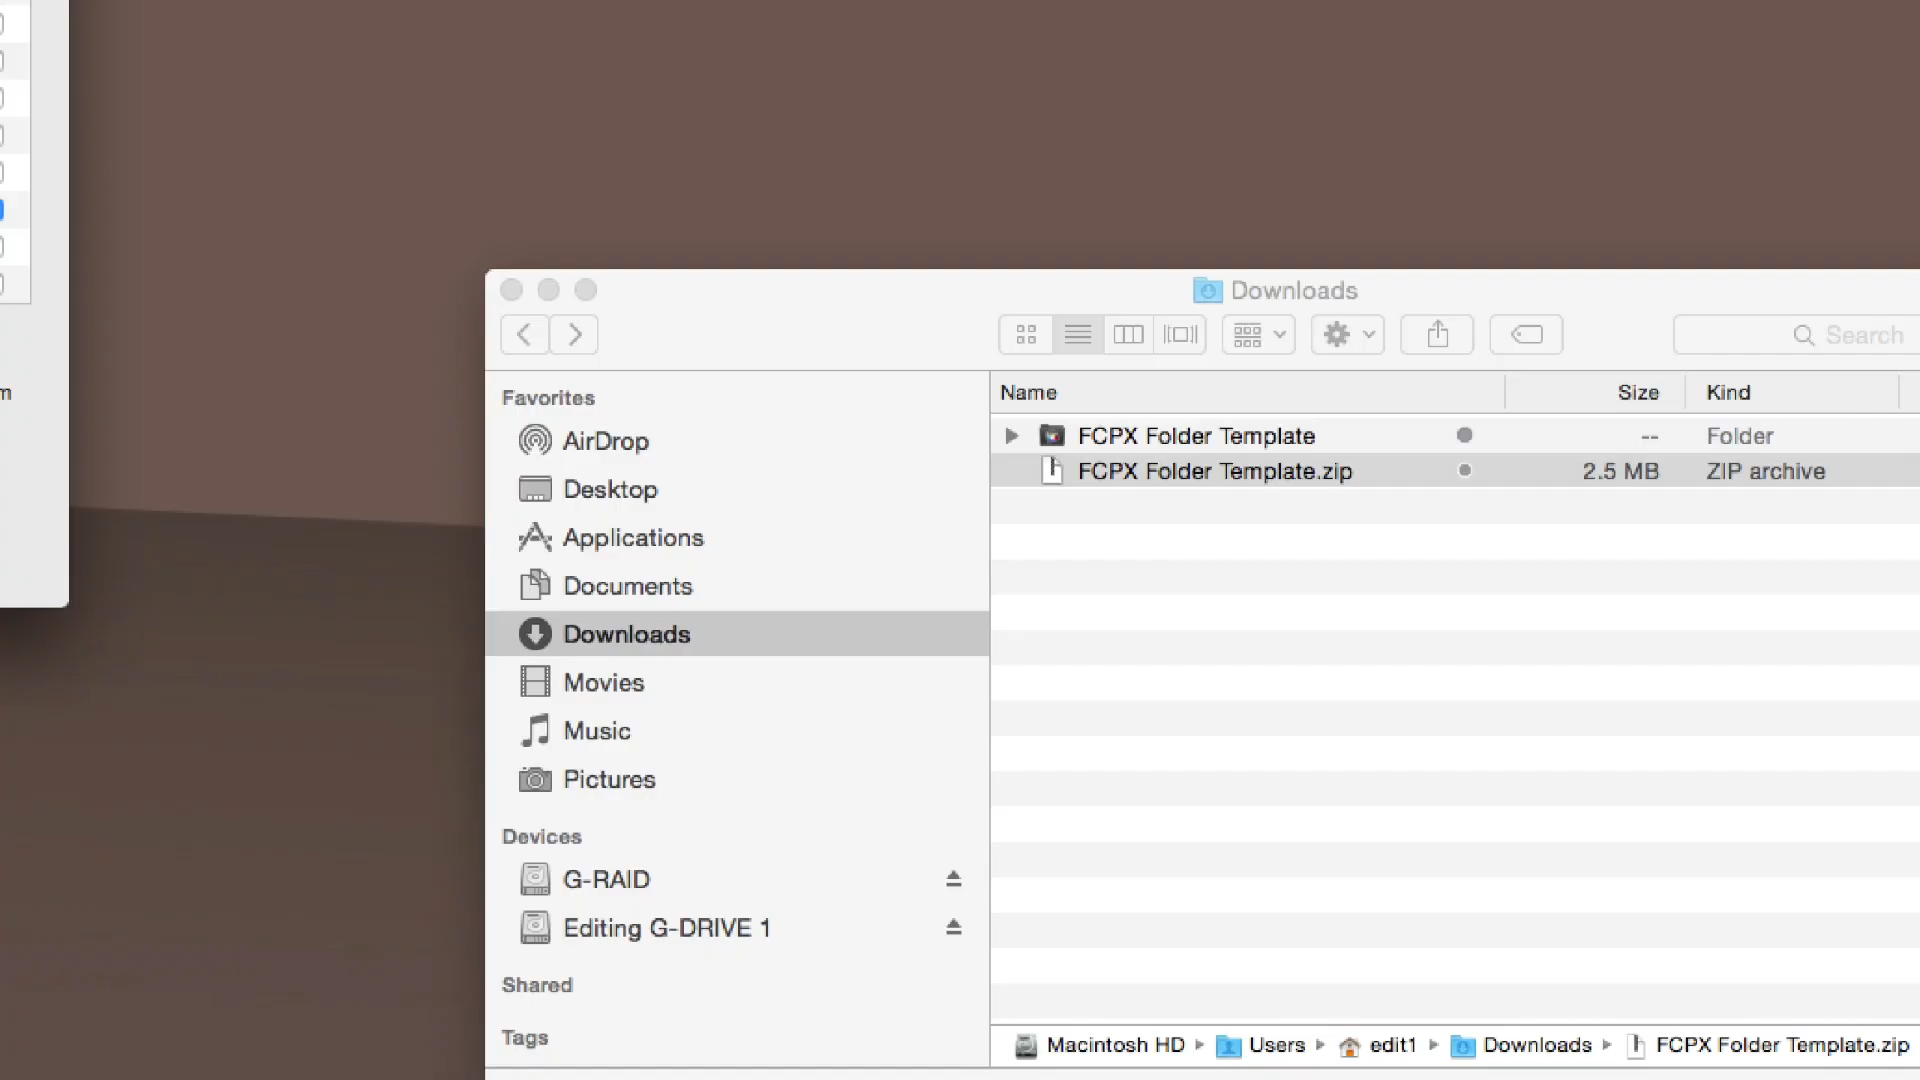 m
Downloads
Search
Favorites
AirDrop
Desktop
Applications
Documents
Downloads
Movies
Music
Pictures
Devices
G-RAID
Editing G-DRIVE 1
Shared
Tags
Name Size Kind
FCPX Folder Template -- Folder
FCPX Folder Template.zip 2.5 MB ZIP archive
Macintosh HD Users edit1 Downloads FCPX Folder Template.zip